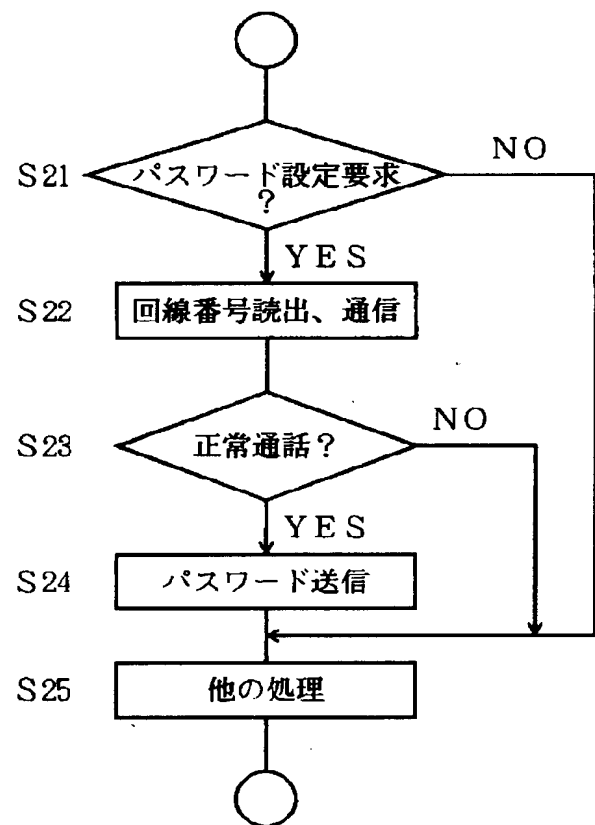 NO
S21
パスワード設定要求
?
YES
S22
回線番号読出、通信
NO
S23
正常通話?
YES
S24
パスワード送信
S25
他の処理